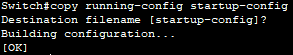 Switch#copy running-config startup-config
Destination filename [startup-config]?
Building configuration...
[OK]